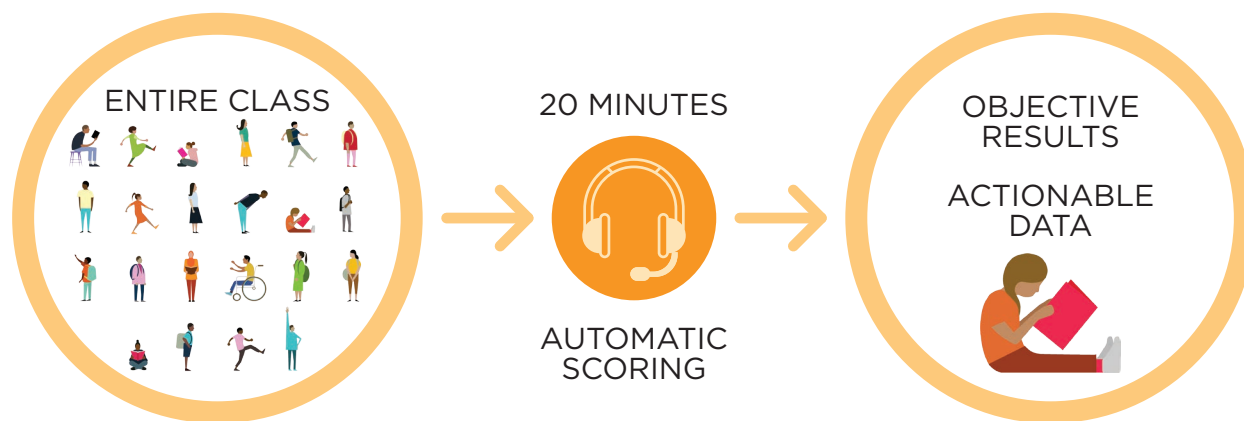 ENTIRE CLASS
20 MINUTES
AUTOMATIC
SCORING
OBJECTIVE
RESULTS
ACTIONABLE
DATA